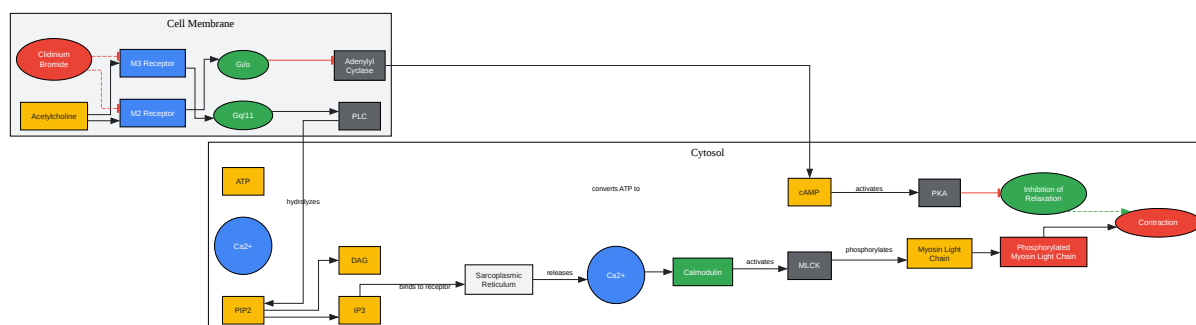 Cell Membrane
Clidinium
Bromide
M3 Receptor
Gi/o
Adenylyl
Cyclase
Acetylcholine
M2 Receptor
Gq/11
PLC
Cytosol
ATP
hydrolyzes
converts ATP to
cAMP
activates
PKA
Inhibition of
Relaxation
Contraction
Ca2+
DAG
Sarcoplasmic
Reticulum
releases
Ca2+
Calmodulin
activates
MLCK
phosphorylates
Myosin Light
Chain
Phosphorylated
Myosin Light Chain
PIP2
IP3
binds to receptor